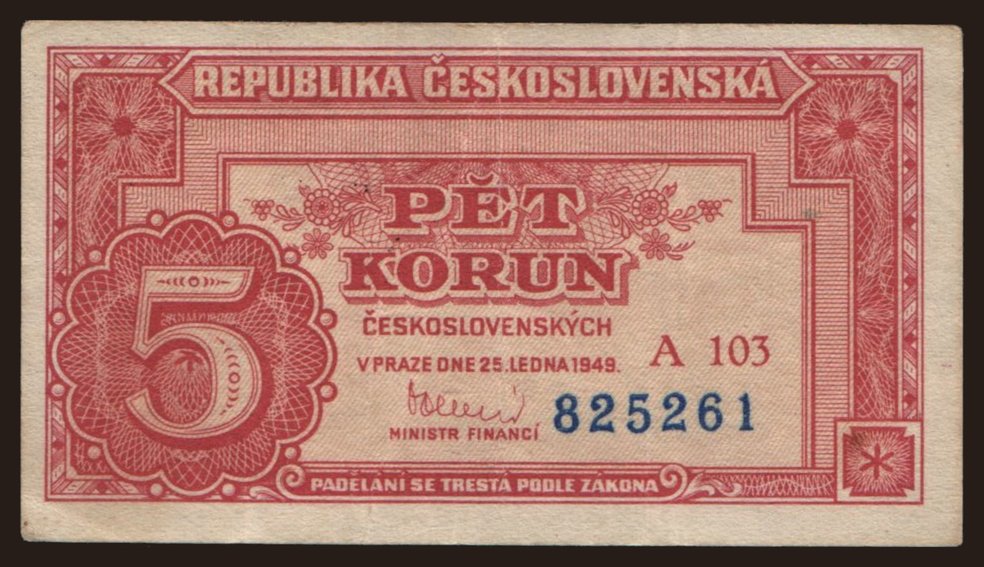 REPUBLIKA ČESKOSLOVENSKÁ
PĚT
KORUN
ČESKOSLOVENSKÝCH
V PRAZE DNE 25. LEDNA 1949.
A 103
5
825261
MINISTR FINANCÍ
PADĚLÁNÍ SE TRESTÁ PODLE ZÁKONA